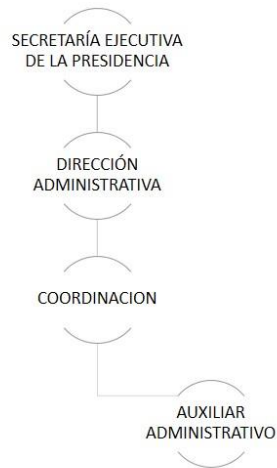 SECRETARÍA EJECUTIVA
DE LA PRESIDENCIA
DIRECCIÓN
ADMINISTRATIVA
COORDINACION
AUXILIAR
ADMINISTRATIVO